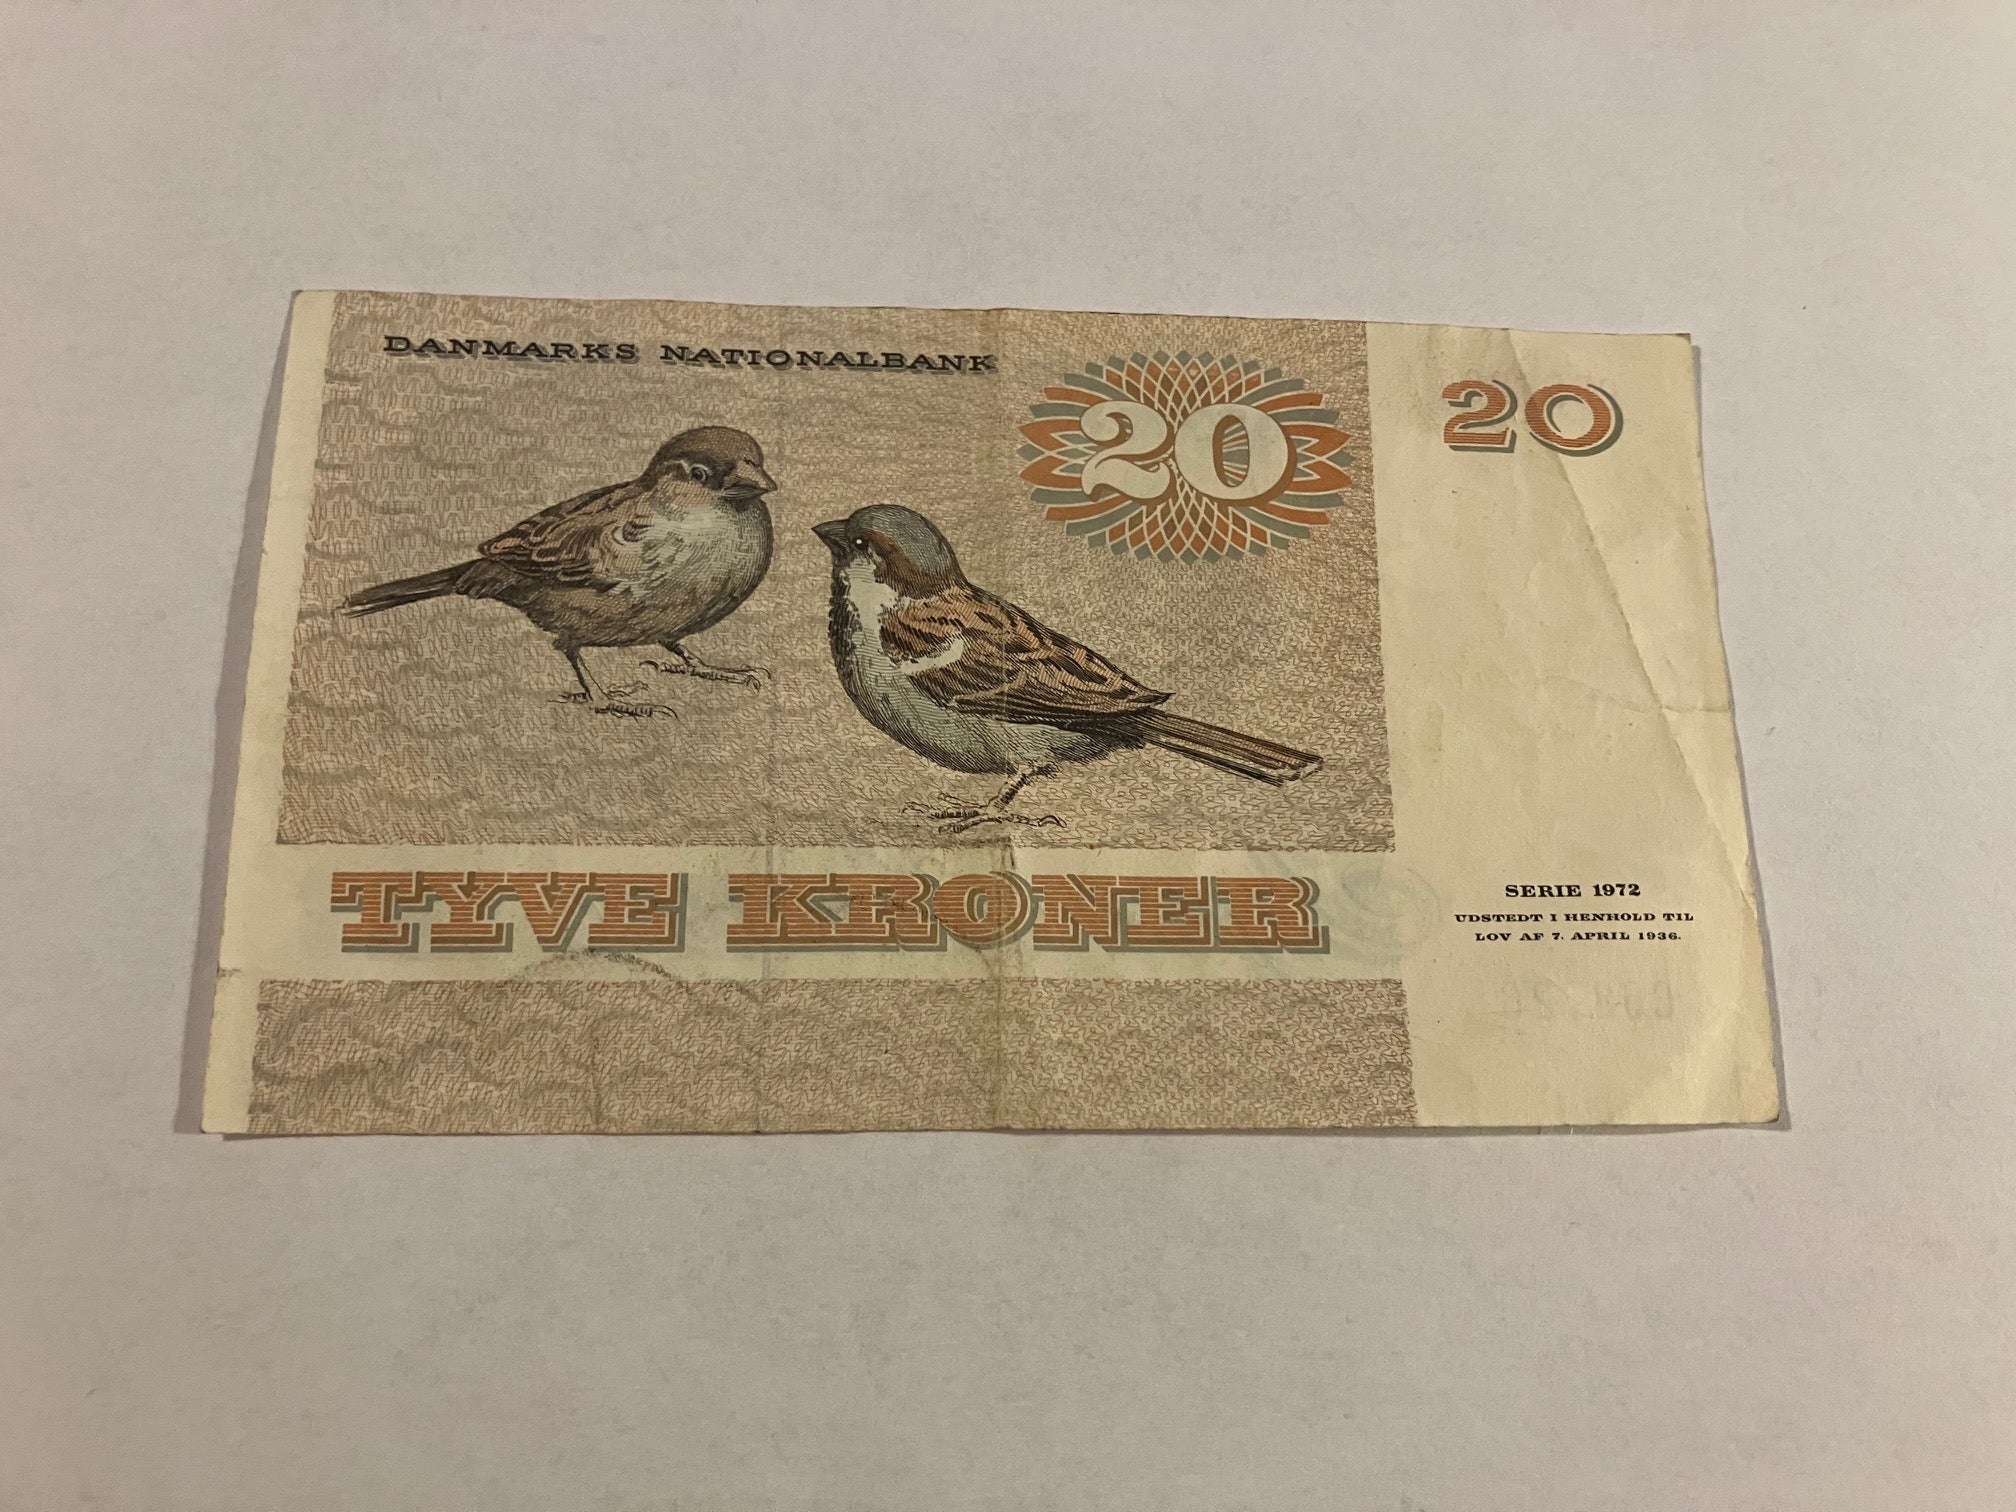 DANMARKS NATIONALBANK
20
20
TYVE KRONER
SERIE 1972
UDSTEDT I HENHOLD TIL
LOV AF 7. APRIL 1936.